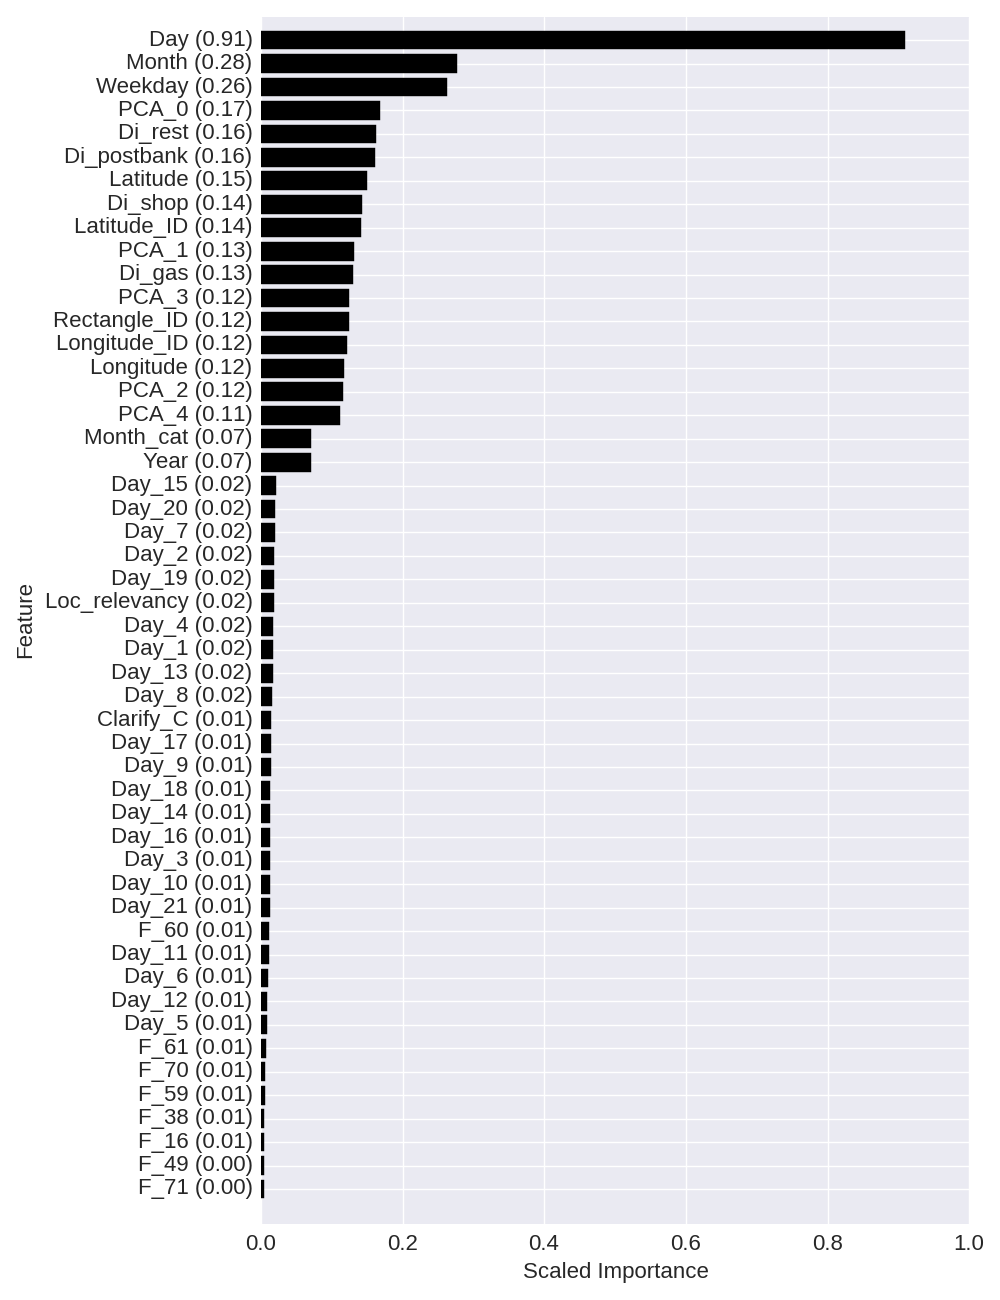 Day (0.91)
Month (0.28)
Weekday (0.26)
PCA_0 (0.17)
Di_rest (0.16)
Di_postbank (0.16)
Latitude (0.15)
Di_shop (0.14)
Latitude_ID (0.14)
PCA_1 (0.13)
Di_gas (0.13)
PCA_3 (0.12)
Rectangle_ID (0.12)
Longitude_ID (0.12)
Longitude (0.12)
PCA_2 (0.12)
PCA_4 (0.11)
Month_cat (0.07)
Year (0.07)
Day_15 (0.02)
Day_20 (0.02)
Day_7 (0.02)
Day_2 (0.02)
Day_19 (0.02)
Loc_relevancy (0.02)
Day_4 (0.02)
Day_1 (0.02)
Day_13 (0.02)
Day_8 (0.02)
Clarify_C (0.01)
Day_17 (0.01)
Day_9 (0.01)
Day_18 (0.01)
Day_14 (0.01)
Day_16 (0.01)
Day_3 (0.01)
Day_10 (0.01)
Day_21 (0.01)
F_60 (0.01)
Day_11 (0.01)
Day_6 (0.01)
Day_12 (0.01)
Day_5 (0.01)
F_61 (0.01)
F_70 (0.01)
F_59 (0.01)
F_38 (0.01)
F_16 (0.01)
F_49 (0.00)
F_71 (0.00)
Feature
0.0 0.2 0.4 0.6 0.8 1.0
Scaled Importance